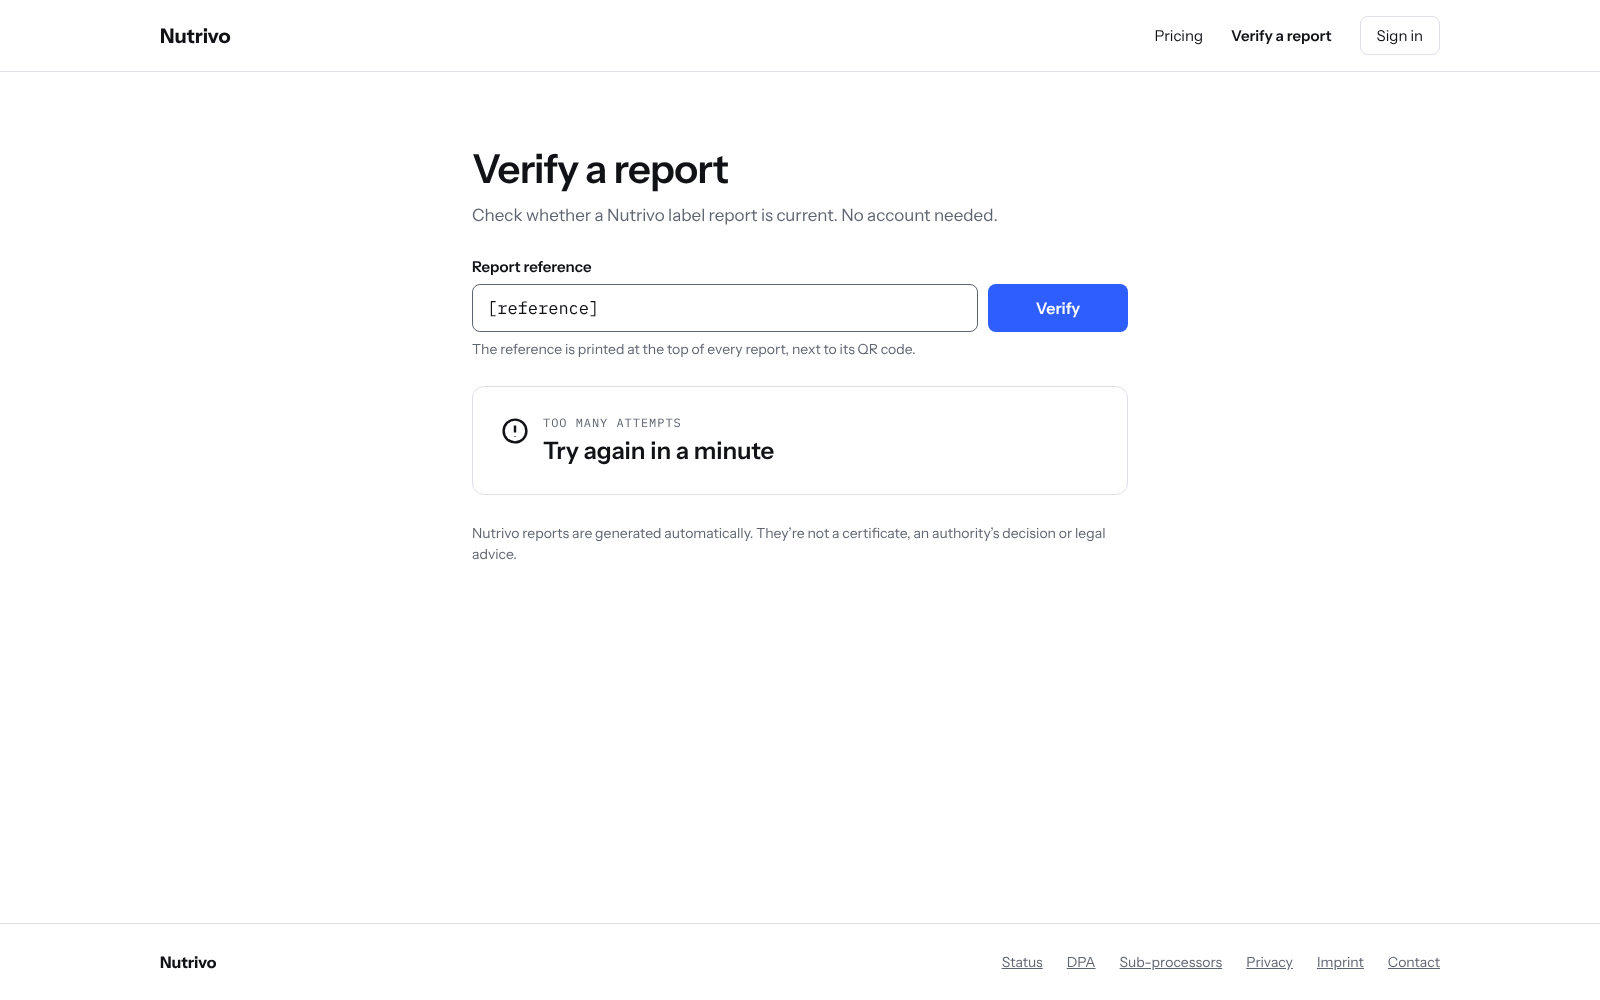 Nutrivo
Pricing
Verify a report
Sign in
Verify a report
Check whether a Nutrivo label report is current. No account needed.
Report reference
[reference]
Verify
The reference is printed at the top of every report, next to its QR code.
TOO MANY ATTEMPTS
Try again in a minute
Nutrivo reports are generated automatically. They’re not a certificate, an authority’s decision or legal
advice.
Nutrivo
Status
DPA
Sub-processors
Privacy
Imprint
Contact